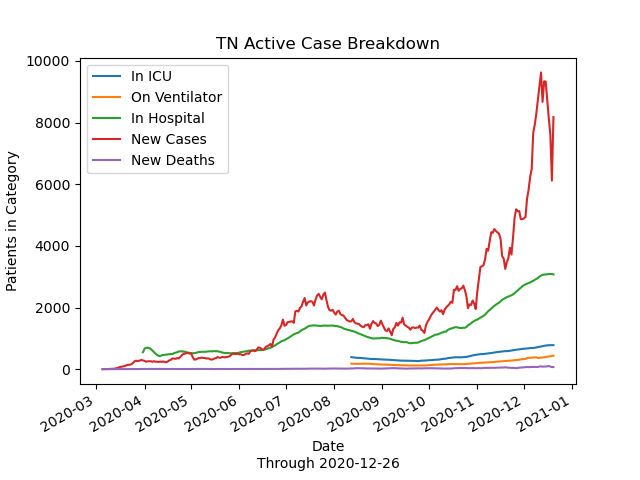 TN Active Case Breakdown
In ICU
On Ventilator
In Hospital
New Cases
New Deaths
Patients in Category
10000
8000
6000
4000
2000
0
2020-03
2020-04
2020-05
2020-06
2020-07
2020-08
2020-09
2020-10
2020-11
2020-12
2021-01
Date
Through 2020-12-26